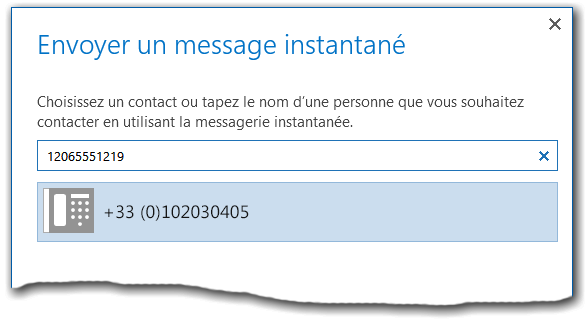 Envoyer un message instantané
Choisissez un contact ou tapez le nom d’une personne que vous souhaitez
contacter en utilisant la messagerie instantanée.
12065551219
+33 (0)102030405